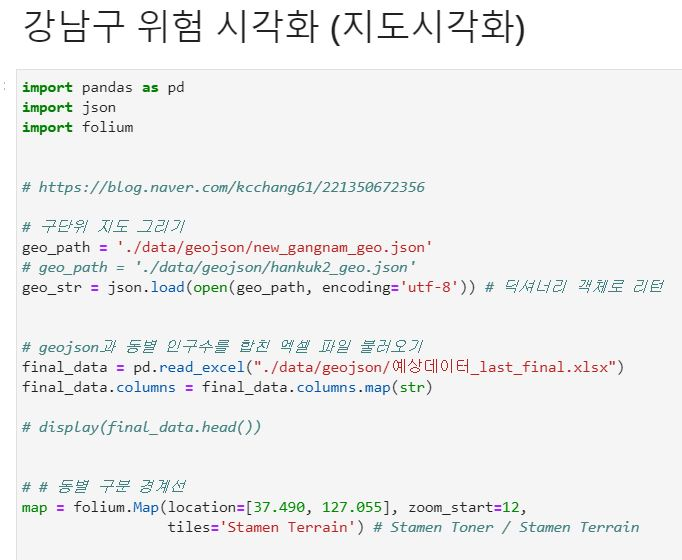 강남구 위험 시각화 (지도시각화)
import pandas as pd
import json
import folium
# https://blog.naver.com/kcchang61/221350672356
# 구단위 지도 그리기
geo_path = './data/geojson/new_gangnam_geo.json'
# geo_path = './data/geojson/hankuk2_geo.json'
geo_str = json.load(open(geo_path, encoding='utf-8')) # 딕셔너리 객체로 리턴
# geojson과 동별 인구수를 합친 엑셀 파일 불러오기
final_data = pd.read_excel("./data/geojson/예상데이터_last_final.xlsx")
final_data.columns = final_data.columns.map(str)
# display(final_data.head())
# # 동별 구분 경계선
map = folium.Map(location=[37.490, 127.055], zoom_start=12,
tiles='Stamen Terrain') # Stamen Toner / Stamen Terrain